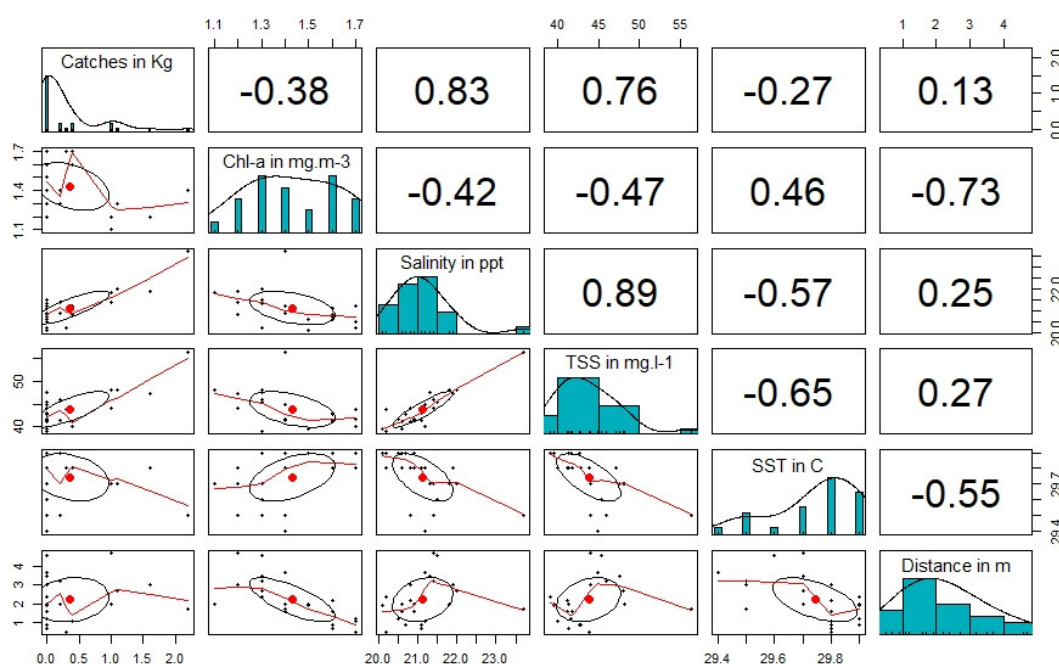 1.1 1.3 1.5 1.7 40 45 50 55 1 2 3 4
Catches in Kg -0.38 0.83 0.76 -0.27 0.13 0.0 1.0 2.0
1.1 1.4 1.7 Chl-a in mg.m-3 -0.42 -0.47 0.46 -0.73
Salinity in ppt 0.89 -0.57 0.25 20.0 22.0
40 50 TSS in mg.l-1 -0.65 0.27
SST in C -0.55 29.4 29.7
1 2 3 4 Distance in m
0.0 0.5 1.0 1.5 2.0 20.0 21.0 22.0 23.0 29.4 29.6 29.8